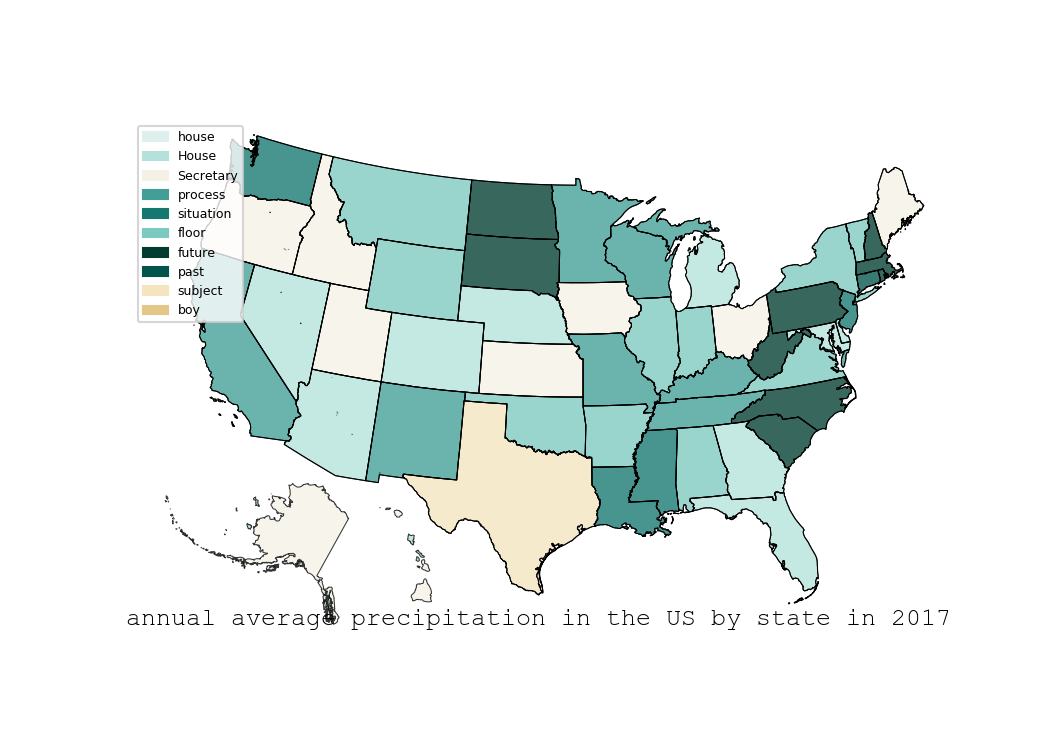 house
House
Secretary
process
situation
floor
future
past
subject
boy
annual average precipitation in the US by state in 2017